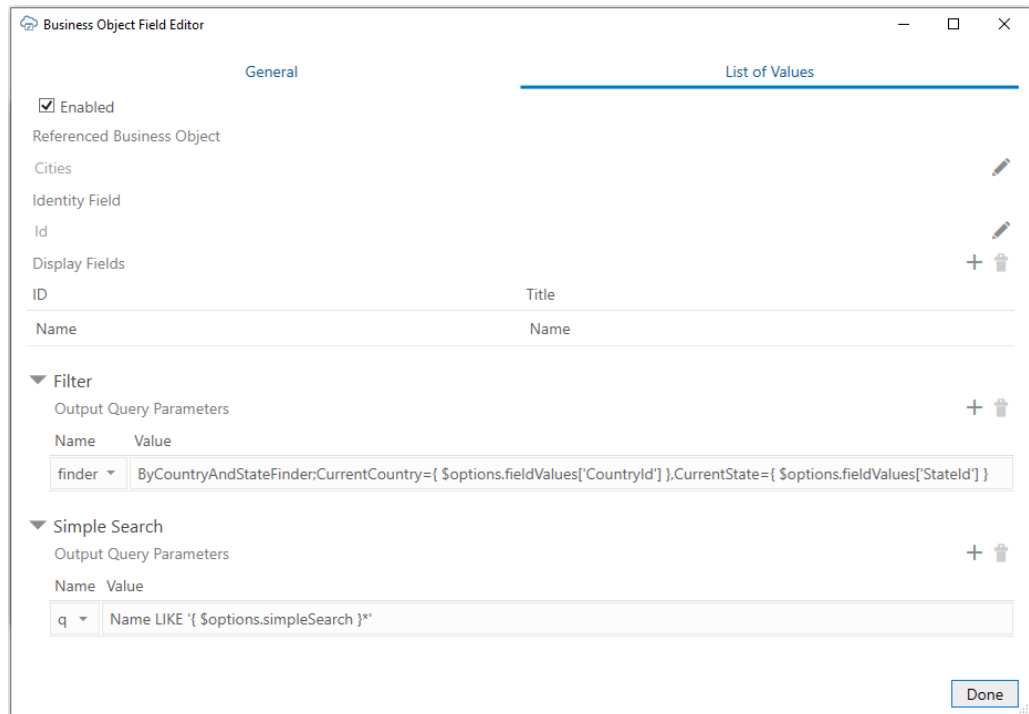 Business Object Field Editor
General List of Values
Enabled
Referenced Business Object
Cities
Identity Field
Id
Display Fields
ID Title
Name Name
Filter
Output Query Parameters
Name Value
finder ByCountryAndStateFinder;CurrentCountry={ $options.fieldValues['CountryId'] },CurrentState={ $options.fieldValues['StateId'] }
Simple Search
Output Query Parameters
Name Value
q Name LIKE '{ $options.simpleSearch }*'
Done